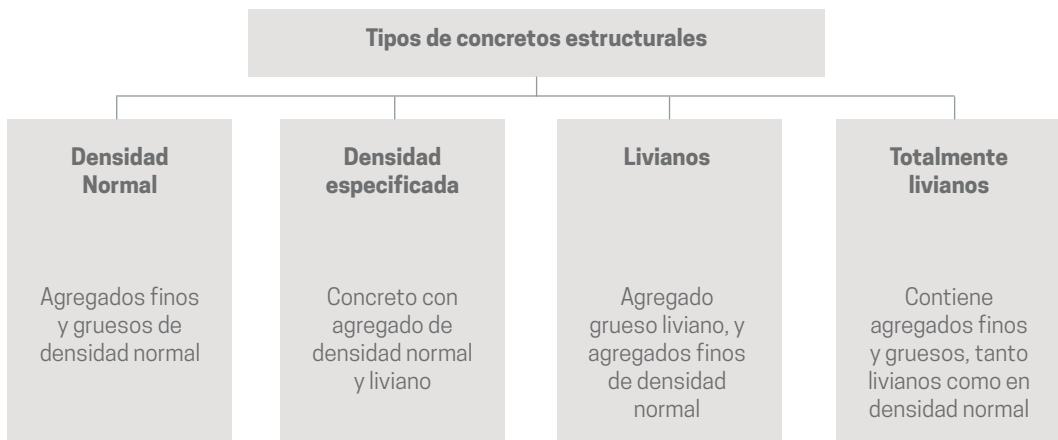 Tipos de concretos estructurales
Densidad
Normal
Agregados finos
y gruesos de
densidad normal
Densidad
especificada
Concreto con
agregado de
densidad normal
y liviano
Livianos
Agregado
grueso liviano, y
agregados finos
de densidad
normal
Totalmente
livianos
Contiene
agregados finos
y gruesos, tanto
livianos como en
densidad normal